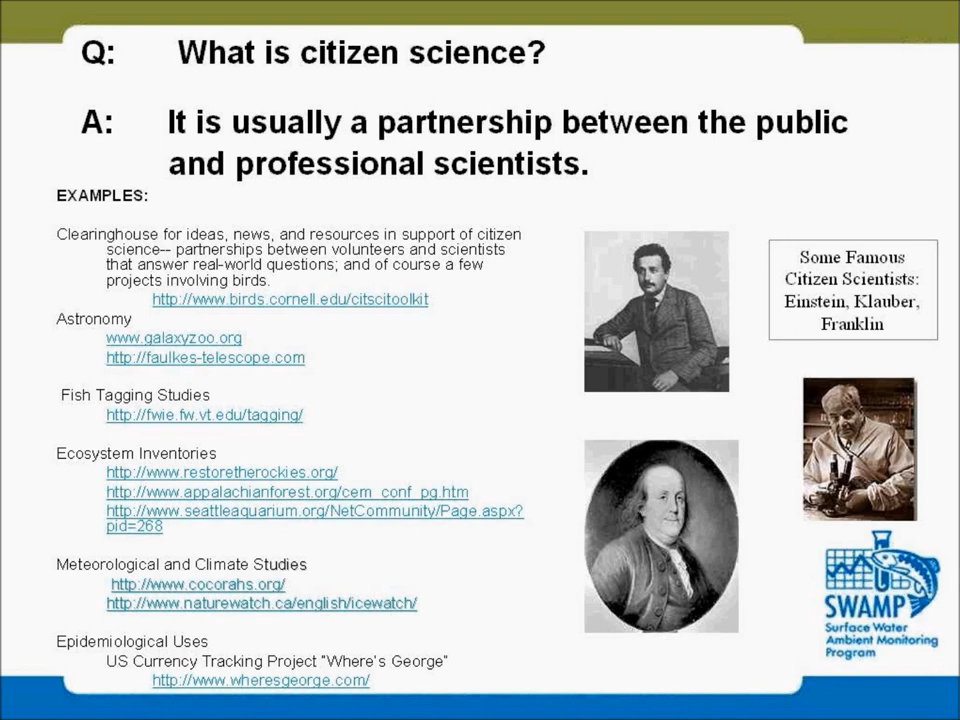 Q: What is citizen science?
A: It is usually a partnership between the public
and professional scientists.
EXAMPLES:
Clearinghouse for ideas, news, and resources in support of citizen
science-- partnerships between volunteers and scientists
that answer real-world questions; and of course a few
projects involving birds.
http://www.birds.cornell.edu/citscitoolkit
Astronomy
www.galaxyzoo.org
http://faulkes-telescope.com
Fish Tagging Studies
http://fwie.fw.vt.edu/tagging/
Ecosystem Inventories
http://www.restoretherockies.org/
http://www.appalachianforest.org/cem_conf_pg.htm
http://www.seattleaquarium.org/NetCommunity/Page.aspx?
pid=268
Meteorological and Climate Studies
http://www.cocorahs.org/
http://www.naturewatch.ca/english/icewatch/
Epidemiological Uses
US Currency Tracking Project "Where's George"
http://www.wheresgeorge.com/
Some Famous
Citizen Scientists:
Einstein, Klauber,
Franklin
SWAMP
Surface Water
Ambient Monitoring
Program